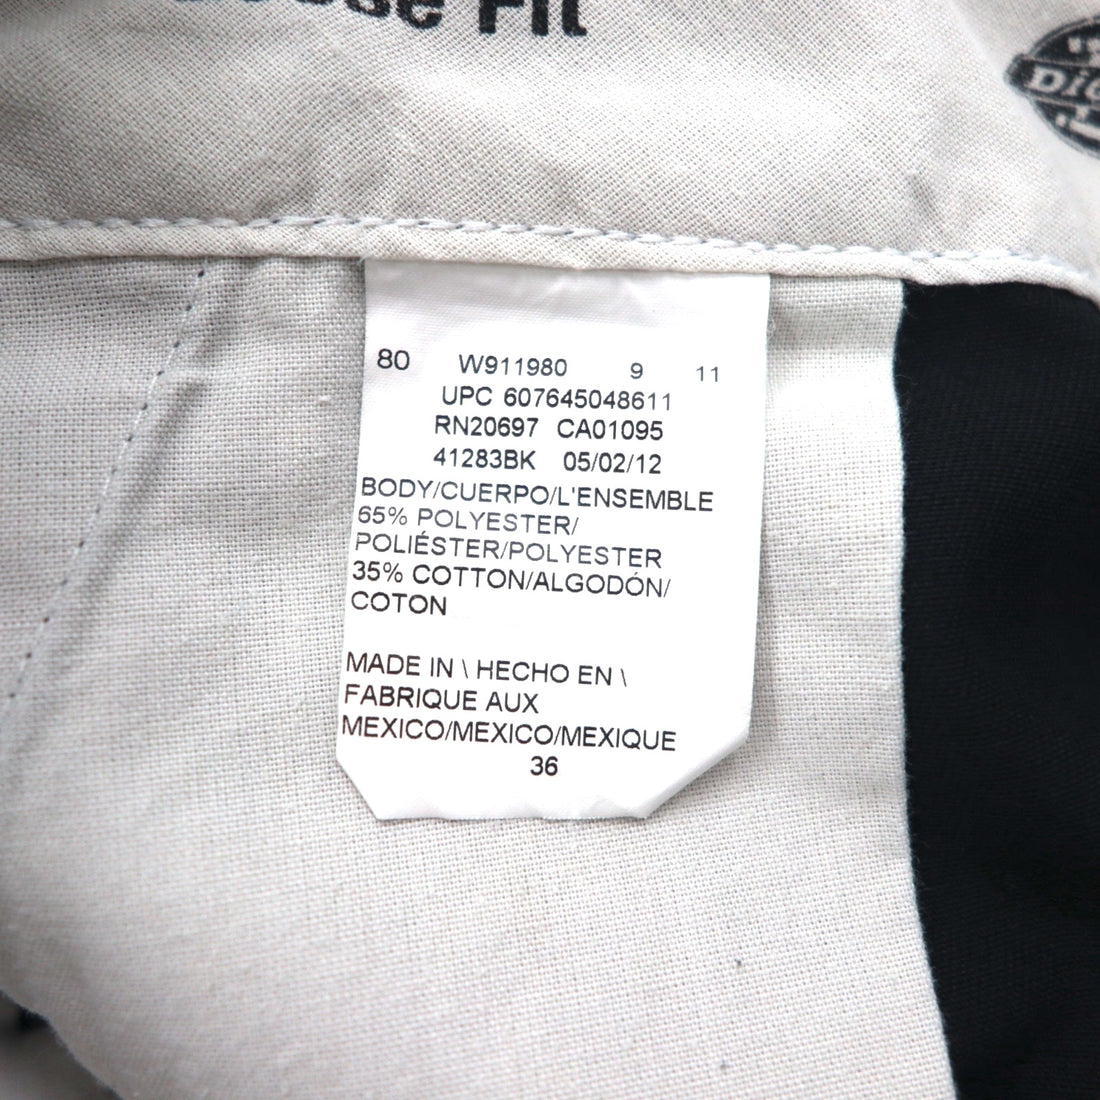 Fit
80 W911980 9 11
UPC 607645048611
RN20697 CA01095
41283BK 05/02/12
BODY/CUERPO/L'ENSEMBLE
65% POLYESTER/
POLIÉSTER/POLYESTER
35% COTTON/ALGODÓN/
COTON
MADE IN \ HECHO EN \
FABRIQUE AUX
MEXICO/MEXICO/MEXIQUE
36